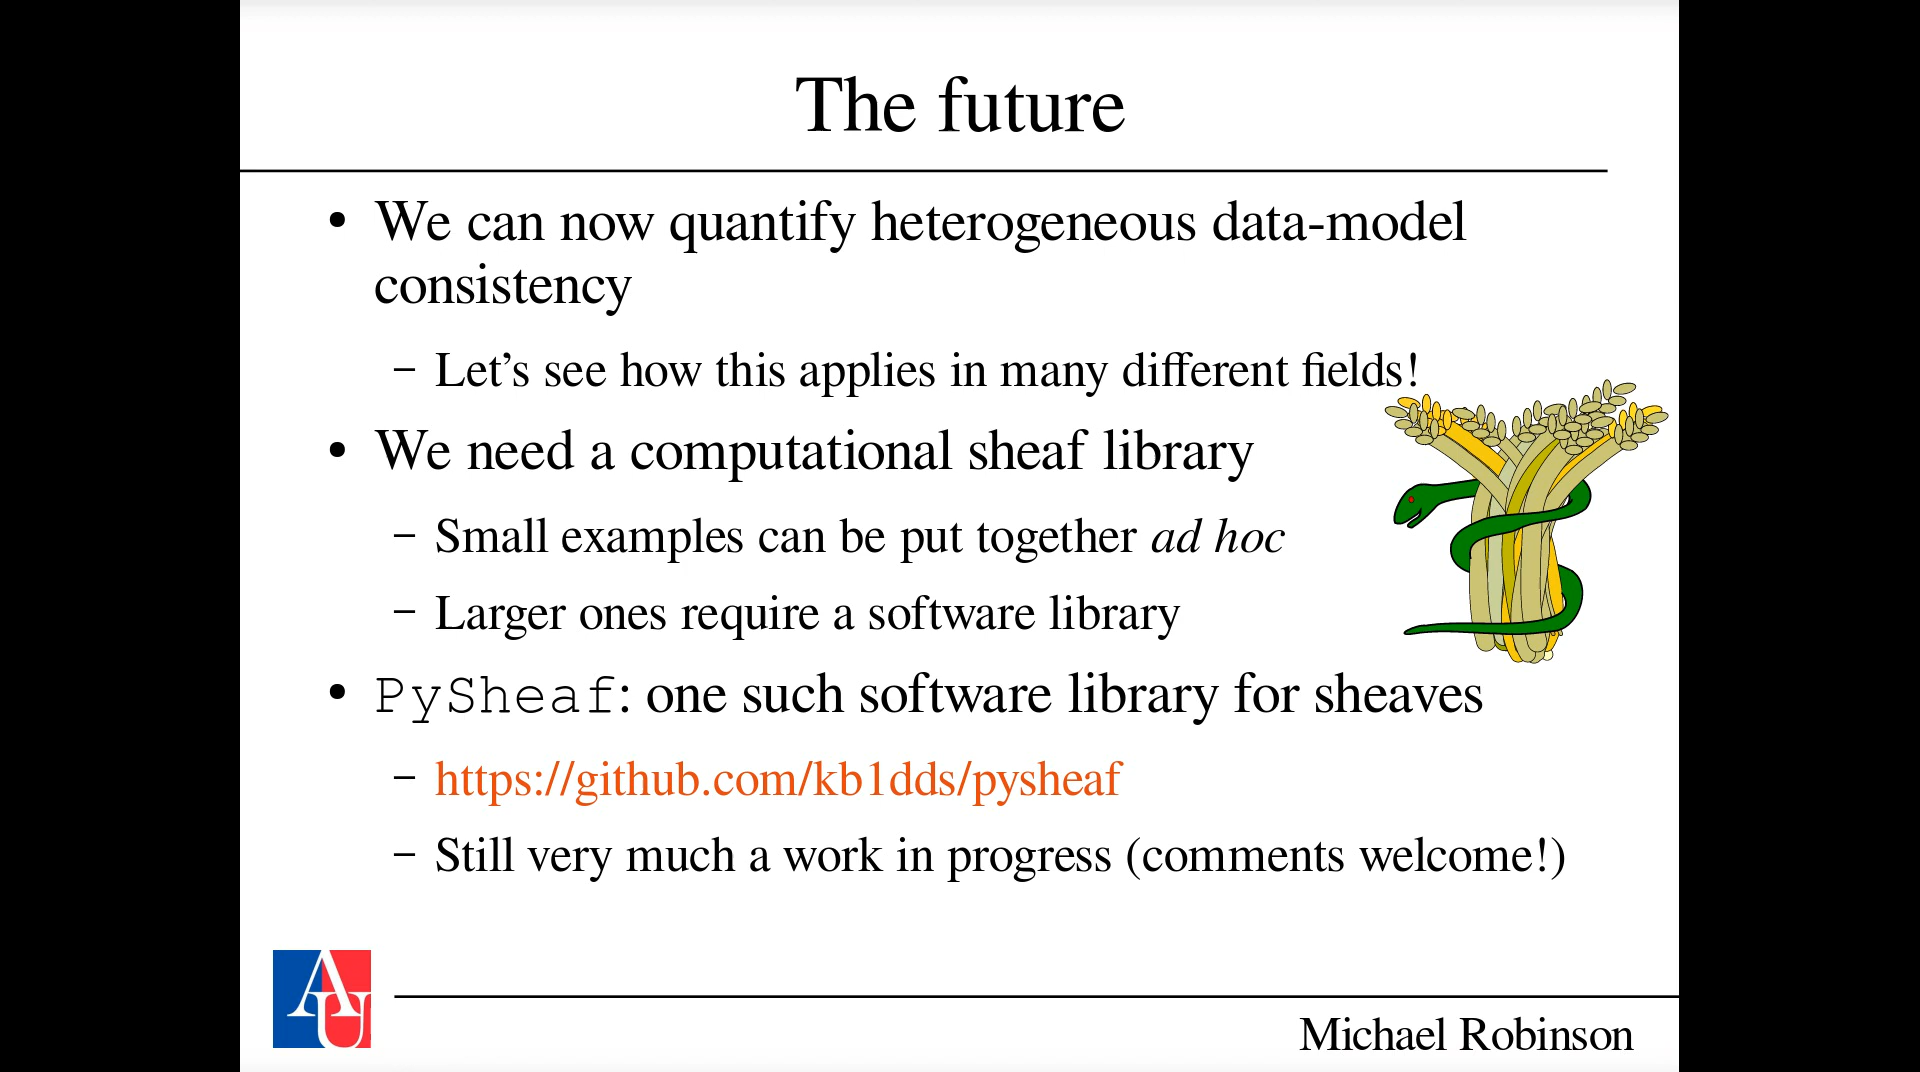 The future
• We can now quantify heterogeneous data-model
consistency
– Let’s see how this applies in many different fields!
• We need a computational sheaf library
– Small examples can be put together ad hoc
– Larger ones require a software library
• PySheaf: one such software library for sheaves
– https://github.com/kb1dds/pysheaf
– Still very much a work in progress (comments welcome!)
AU
Michael Robinson